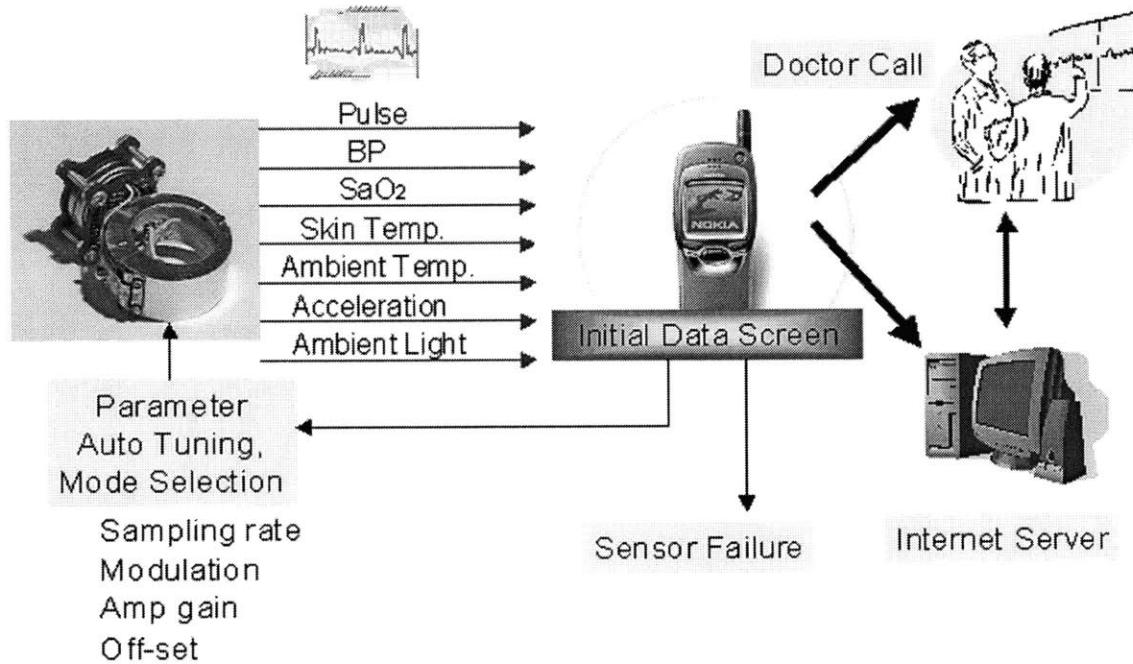 Doctor Call
Pulse
BP
SaO₂
Skin Temp.
Ambient Temp.
Acceleration
Ambient Light
NOKIA
Initial Data Screen
Parameter
Auto Tuning,
Mode Selection
Sampling rate
Modulation
Amp gain
Off-set
Sensor Failure
Internet Server